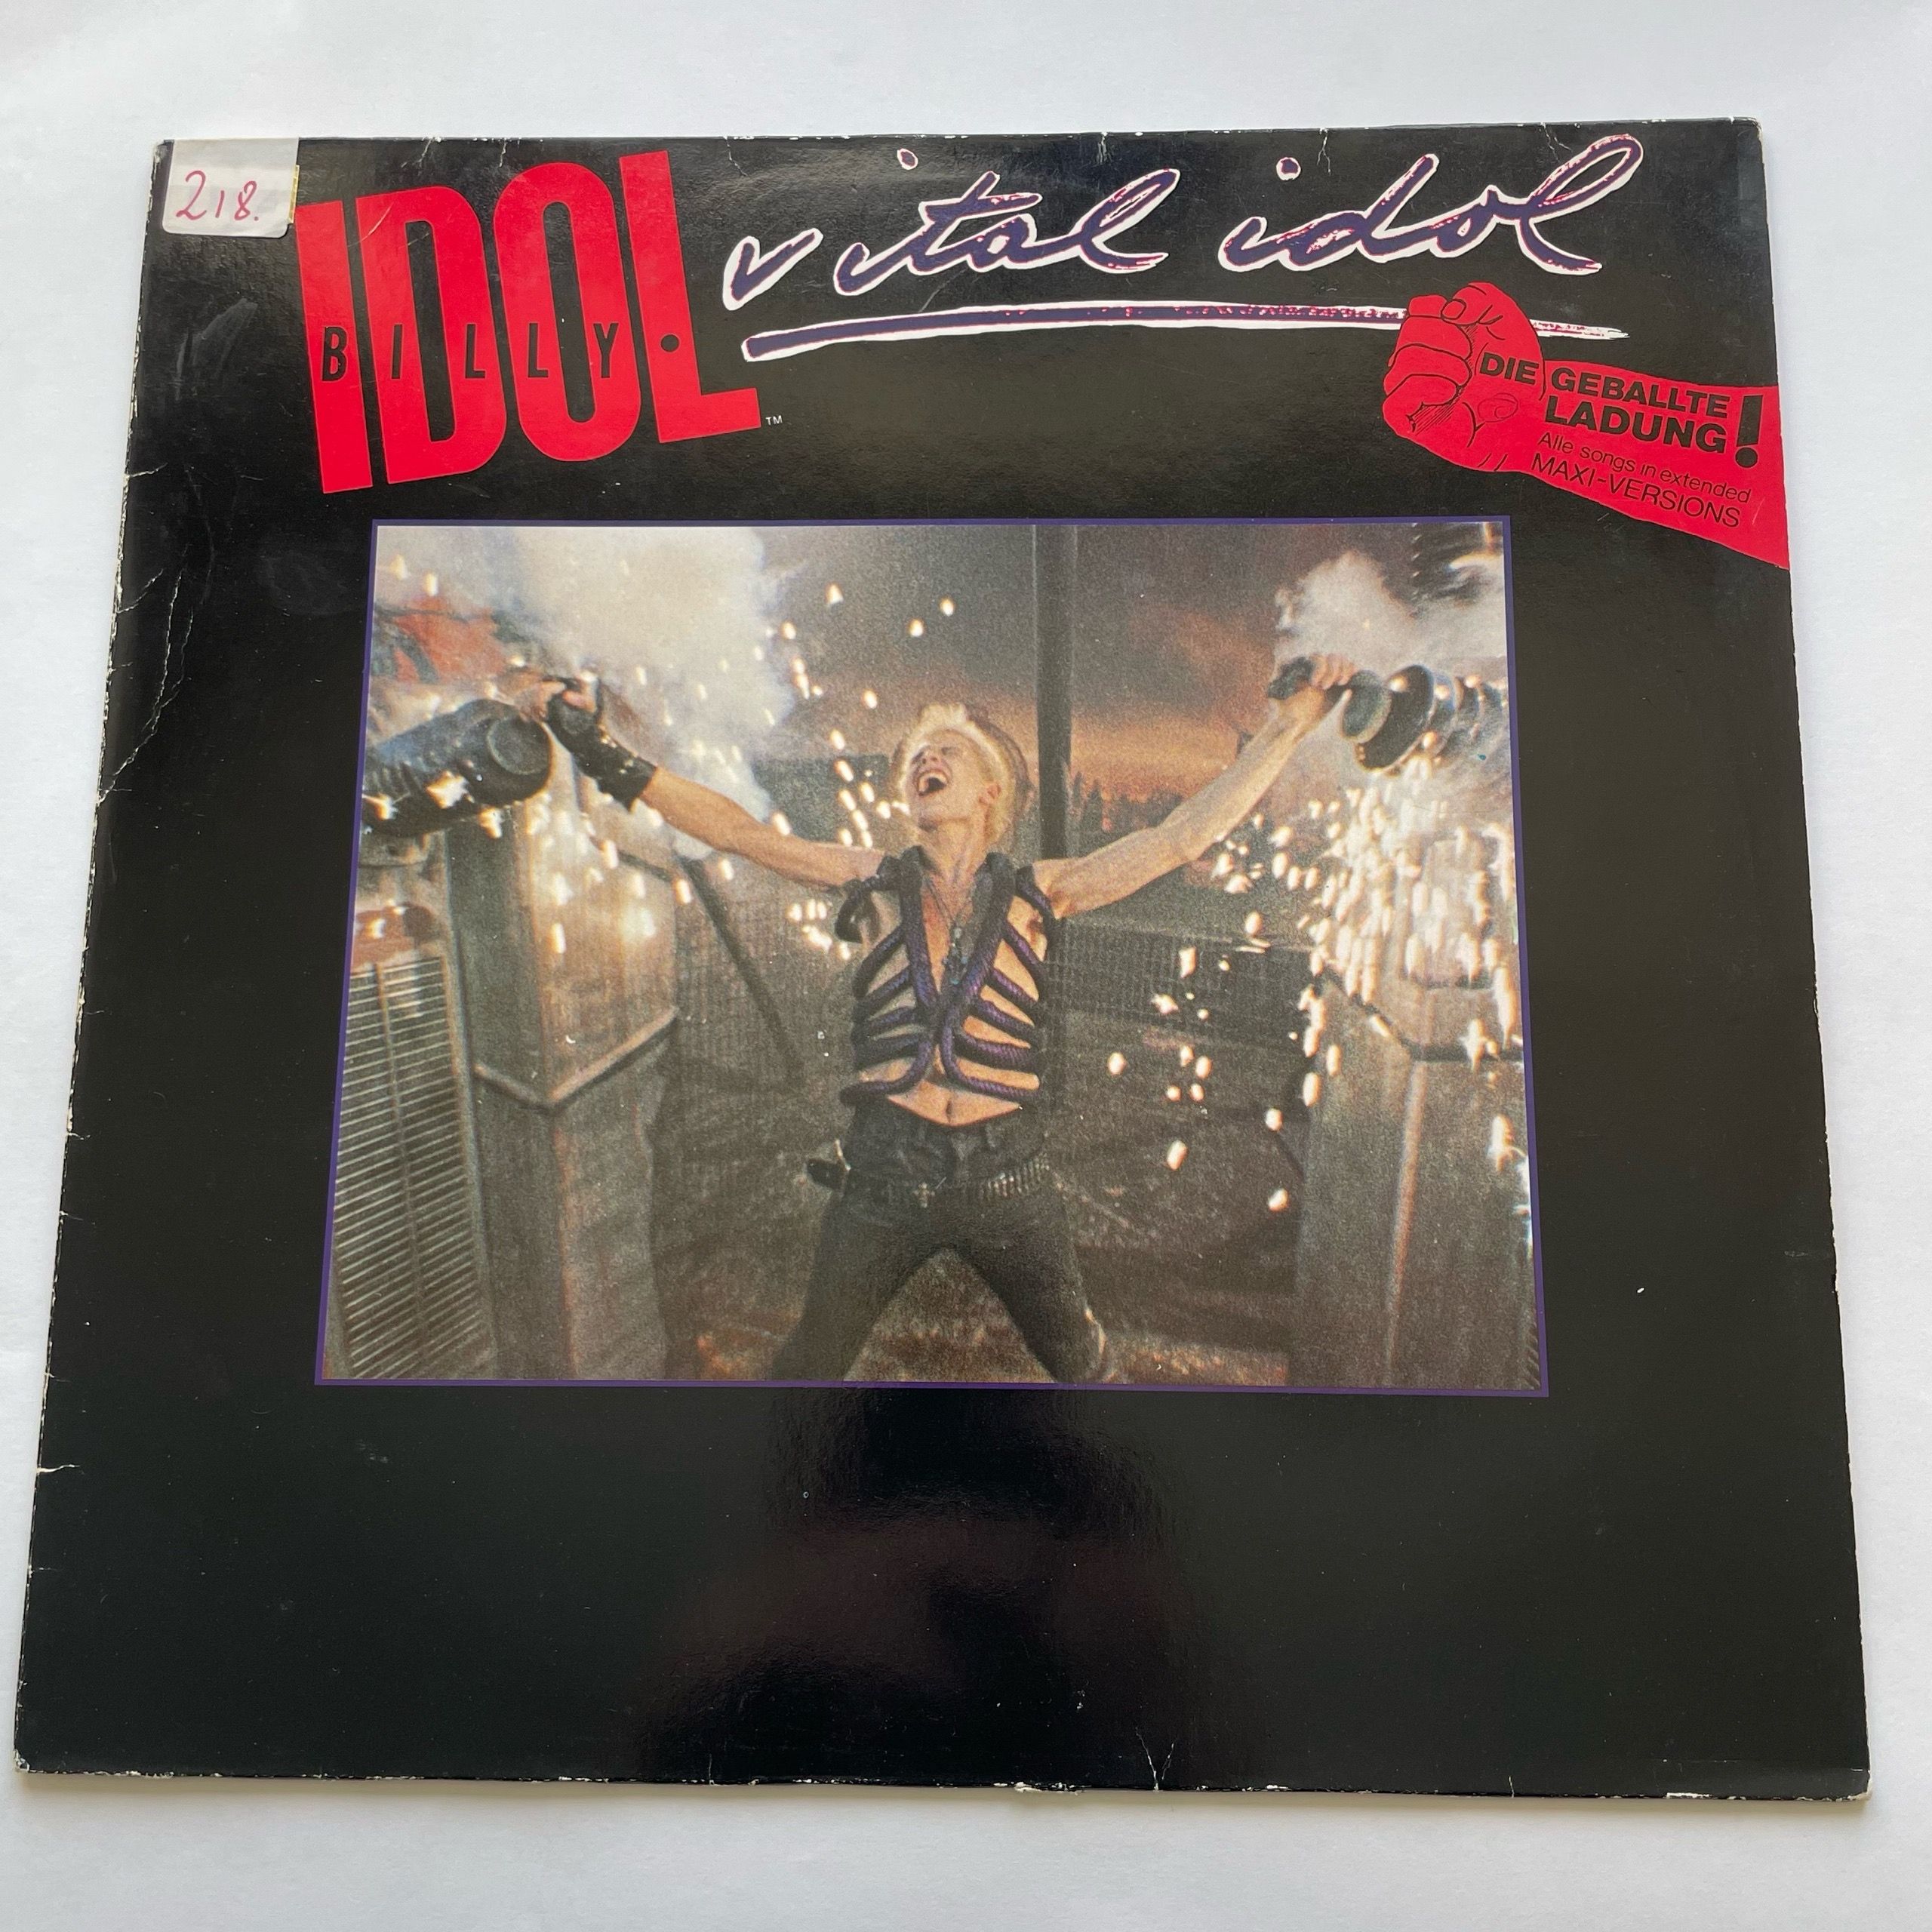 218.
IDOL
BILLY
TM
vital idol
DIE GEBALLTE
LADUNG!
Alle songs in extended
MAXI-VERSIONS